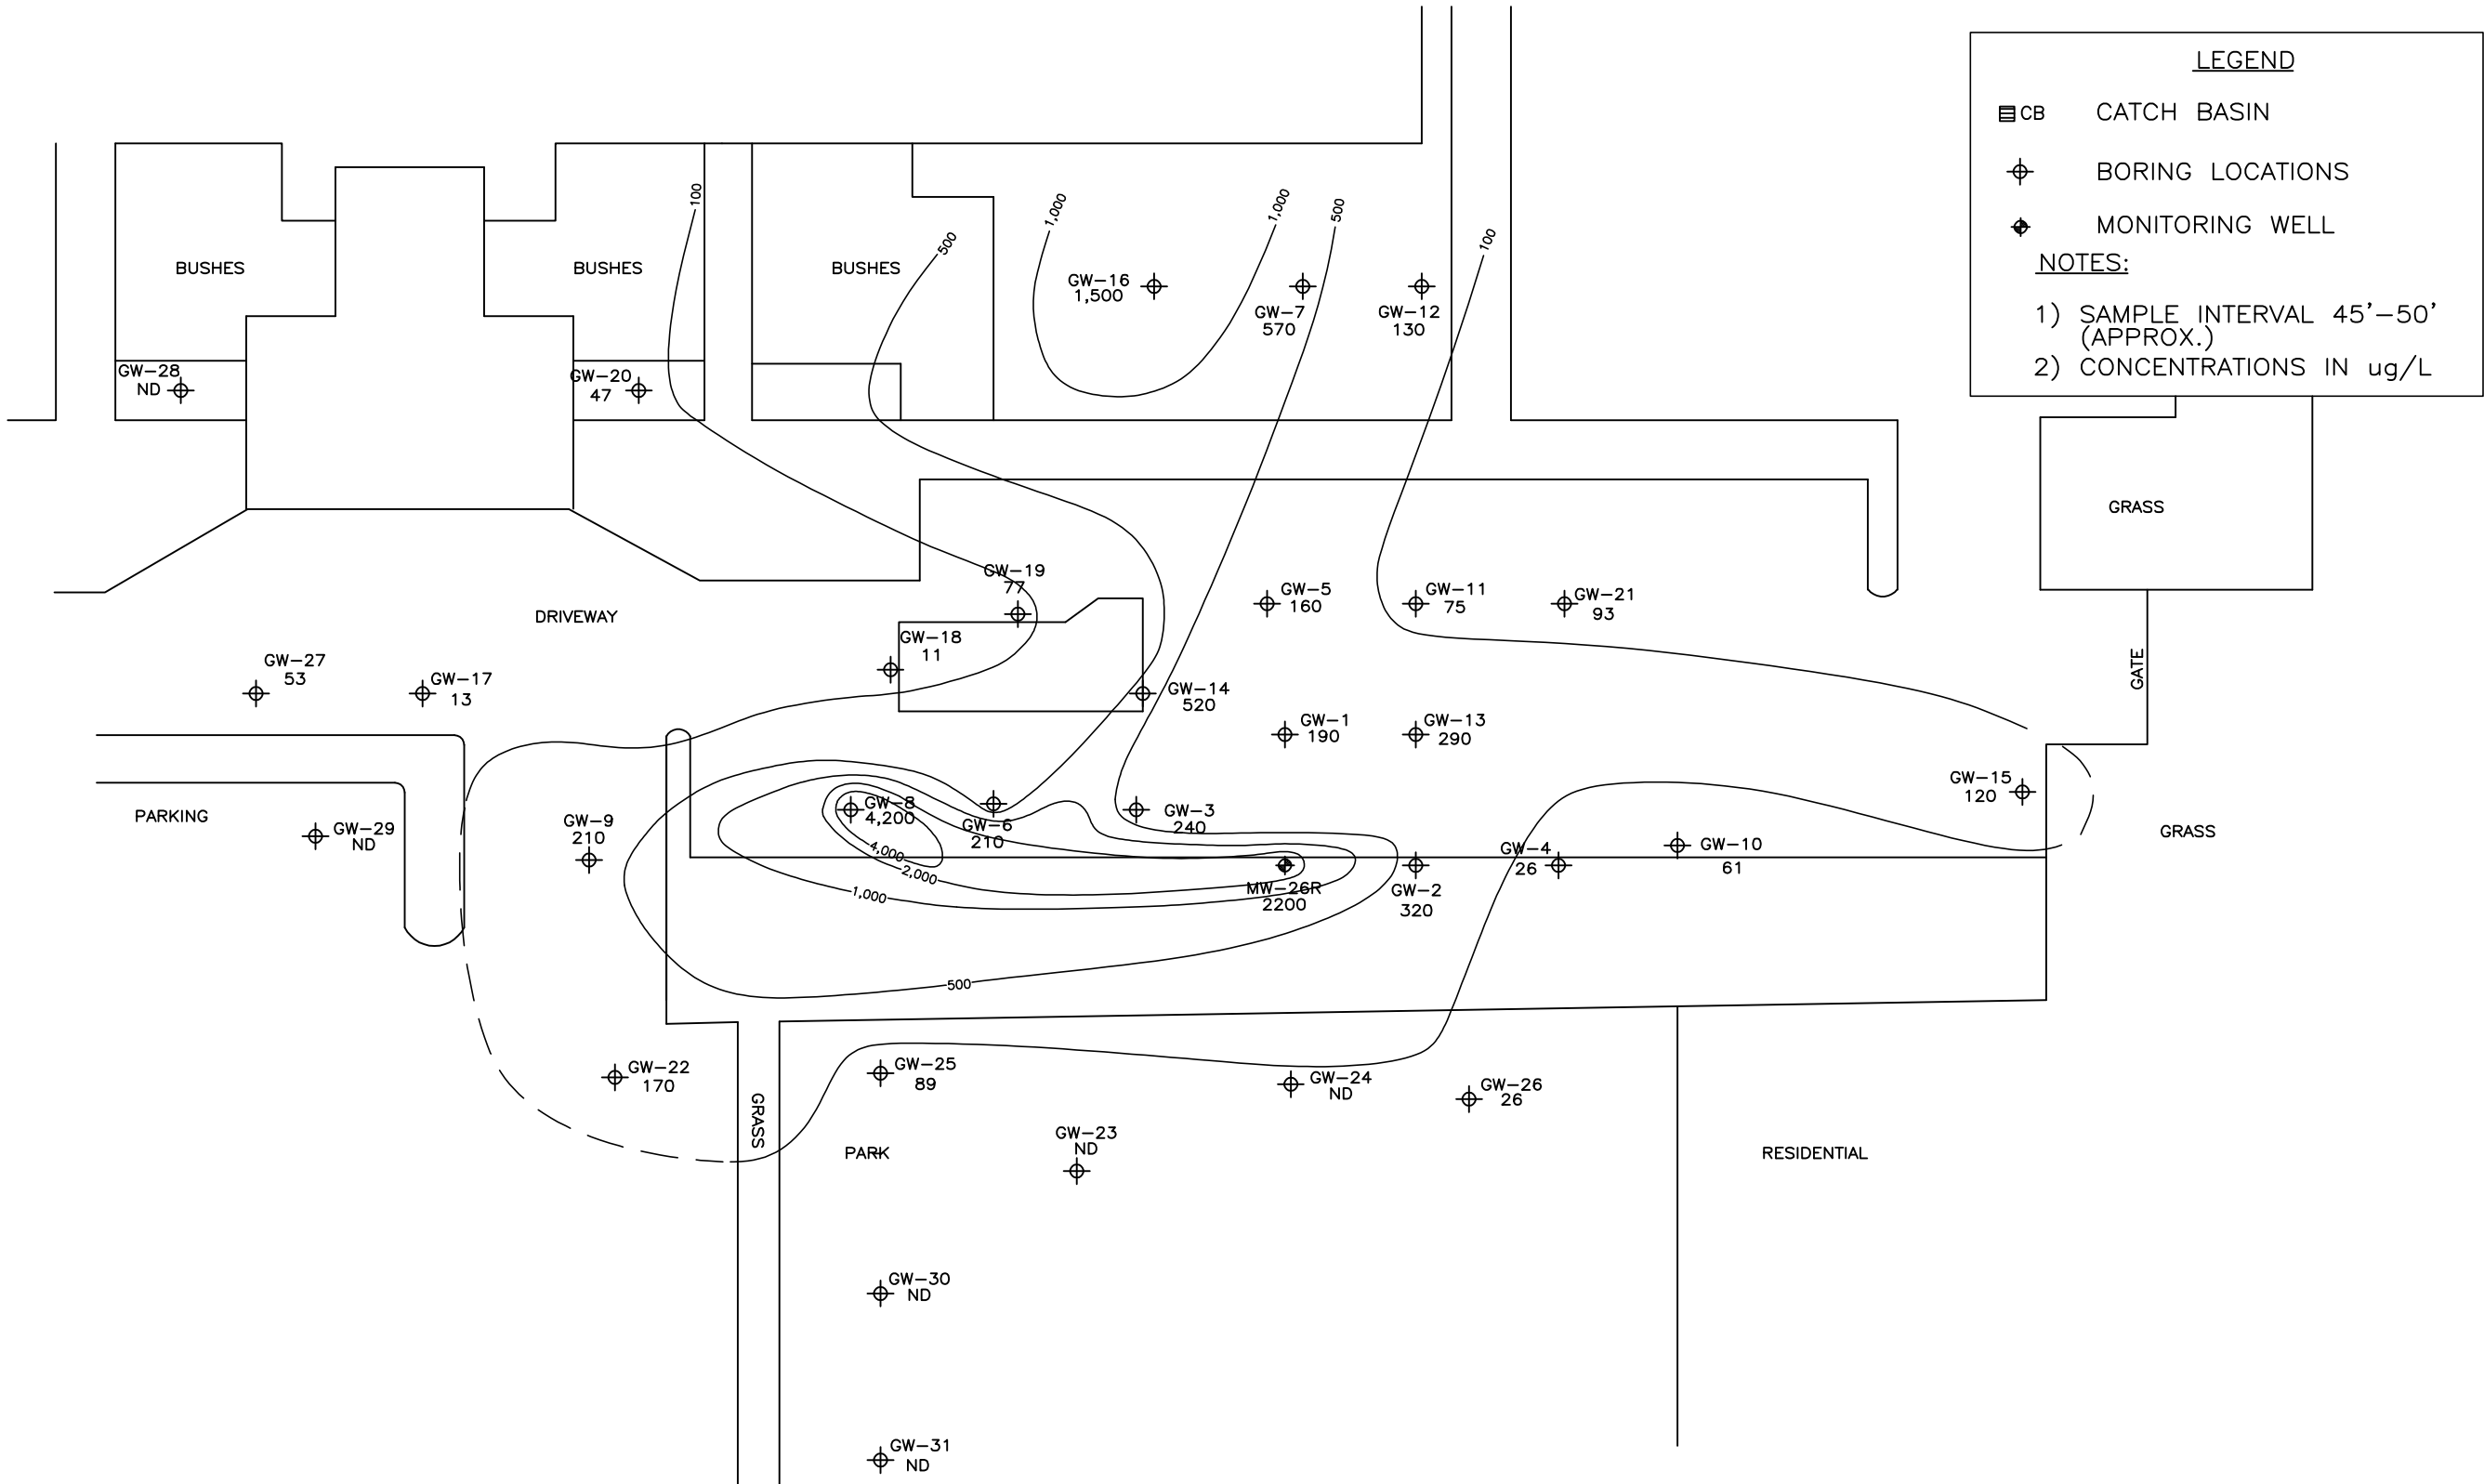 LEGEND
CB CATCH BASIN
BORING LOCATIONS
MONITORING WELL
NOTES:
1) SAMPLE INTERVAL 45'-50'
(APPROX.)
2) CONCENTRATIONS IN ug/L
100
500
1,000
1,000
500
100
BUSHES
BUSHES
BUSHES
GW-16
1,500
GW-7
570
GW-12
130
GW-28
ND
GW-20
47
GRASS
GW-19
77
GW-5
160
GW-11
75
GW-21
93
DRIVEWAY
GW-18
11
GW-27
53
GW-17
13
GW-14
520
GATE
GW-1
190
GW-13
290
GW-15
120
PARKING
GW-29
ND
GW-9
210
GW-8
4,200
GW-6
210
GW-3
240
GRASS
GW-4
26
GW-10
61
4,000
2,000
1,000
MW-26R
2200
GW-2
320
500
GW-22
170
GRASS
GW-25
89
GW-24
ND
GW-26
26
GW-23
ND
PARK
RESIDENTIAL
GW-30
ND
GW-31
ND